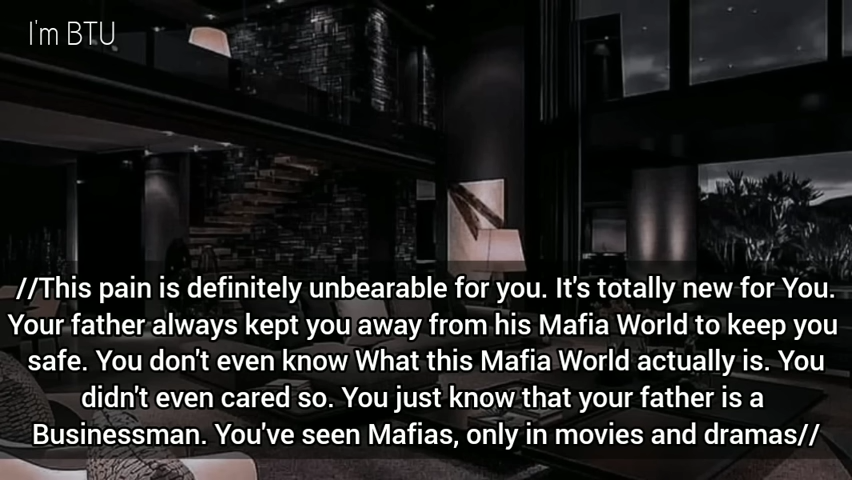 I'm BTU
//This pain is definitely unbearable for you. It's totally new for You.
Your father always kept you away from his Mafia World to keep you
safe. You don't even know What this Mafia World actually is. You
didn't even cared so. You just know that your father is a
Businessman. You've seen Mafias, only in movies and dramas//